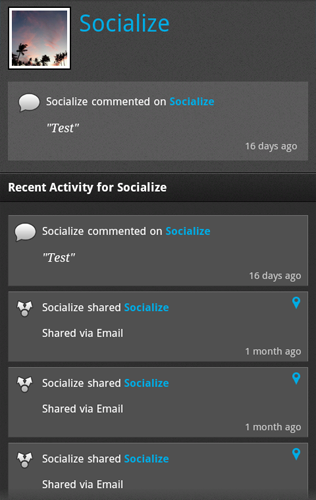 Socialize
Socialize commented on Socialize
"Test"
16 days ago
Recent Activity for Socialize
Socialize commented on Socialize
"Test"
16 days ago
Socialize shared Socialize
Shared via Email
1 month ago
Socialize shared Socialize
Shared via Email
1 month ago
Socialize shared Socialize
Shared via Email